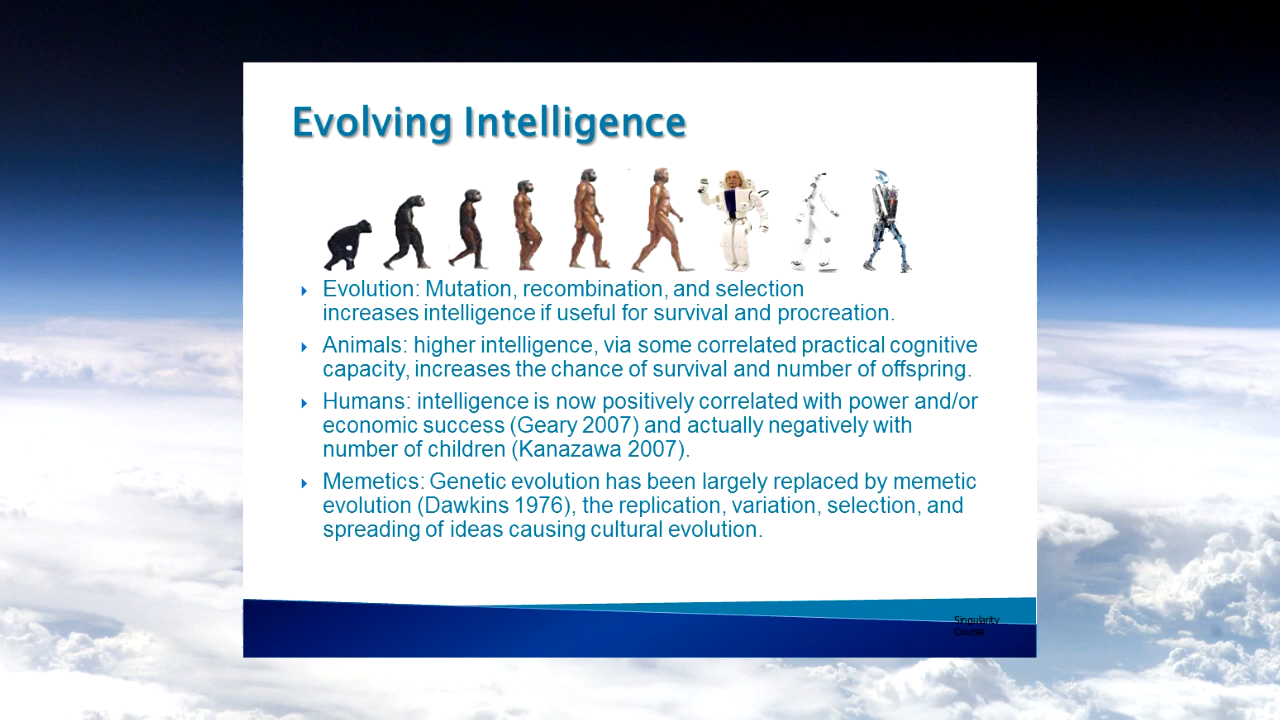 Evolving Intelligence
Evolution: Mutation, recombination, and selection
increases intelligence if useful for survival and procreation.
Animals: higher intelligence, via some correlated practical cognitive
capacity, increases the chance of survival and number of offspring.
Humans: intelligence is now positively correlated with power and/or
economic success (Geary 2007) and actually negatively with
number of children (Kanazawa 2007).
Memetics: Genetic evolution has been largely replaced by memetic
evolution (Dawkins 1976), the replication, variation, selection, and
spreading of ideas causing cultural evolution.
Singularity
Course